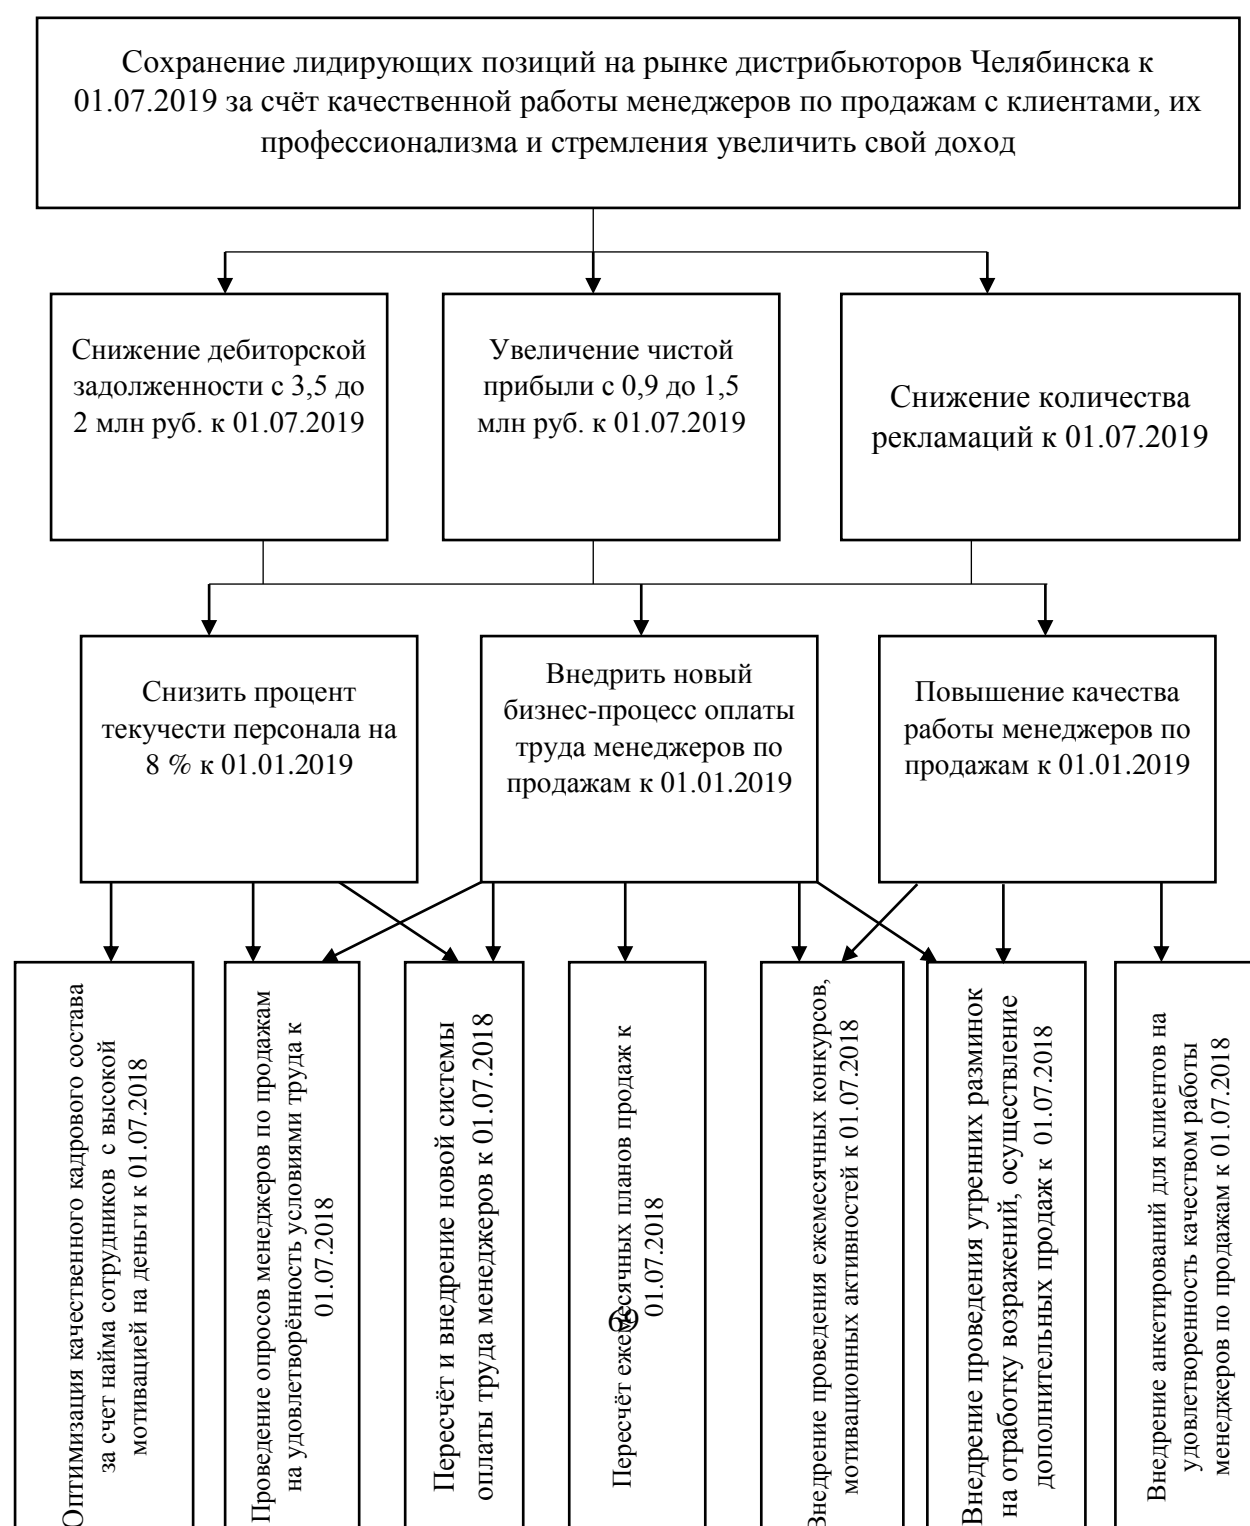 Сохранение лидирующих позиций на рынке дистрибьюторов Челябинска к
01.07.2019 за счёт качественной работы менеджеров по продажам с клиентами, их
профессионализма и стремления увеличить свой доход
Снижение дебиторской
задолженности с 3,5 до
2 млн руб. к 01.07.2019
Увеличение чистой
прибыли с 0,9 до 1,5
млн руб. к 01.07.2019
Снижение количества
рекламаций к 01.07.2019
Снизить процент
текучести персонала на
8 % к 01.01.2019
Внедрить новый
бизнес-процесс оплаты
труда менеджеров по
продажам к 01.01.2019
Повышение качества
работы менеджеров по
продажам к 01.01.2019
Оптимизация качественного кадрового состава
за счет найма сотрудников с высокой
мотивацией на деньги к 01.07.2018
Проведение опросов менеджеров по продажам
на удовлетворённость условиями труда к
01.07.2018
Пересчёт и внедрение новой системы
оплаты труда менеджеров к 01.07.2018
Пересчёт ежемесячных планов продаж к
01.07.2018
Внедрение проведения ежемесячных конкурсов,
мотивационных активностей к 01.07.2018
Внедрение проведения утренних разминок
на отработку возражений, осуществление
дополнительных продаж к 01.07.2018
Внедрение анкетирований для клиентов на
удовлетворенность качеством работы
менеджеров по продажам к 01.07.2018
69